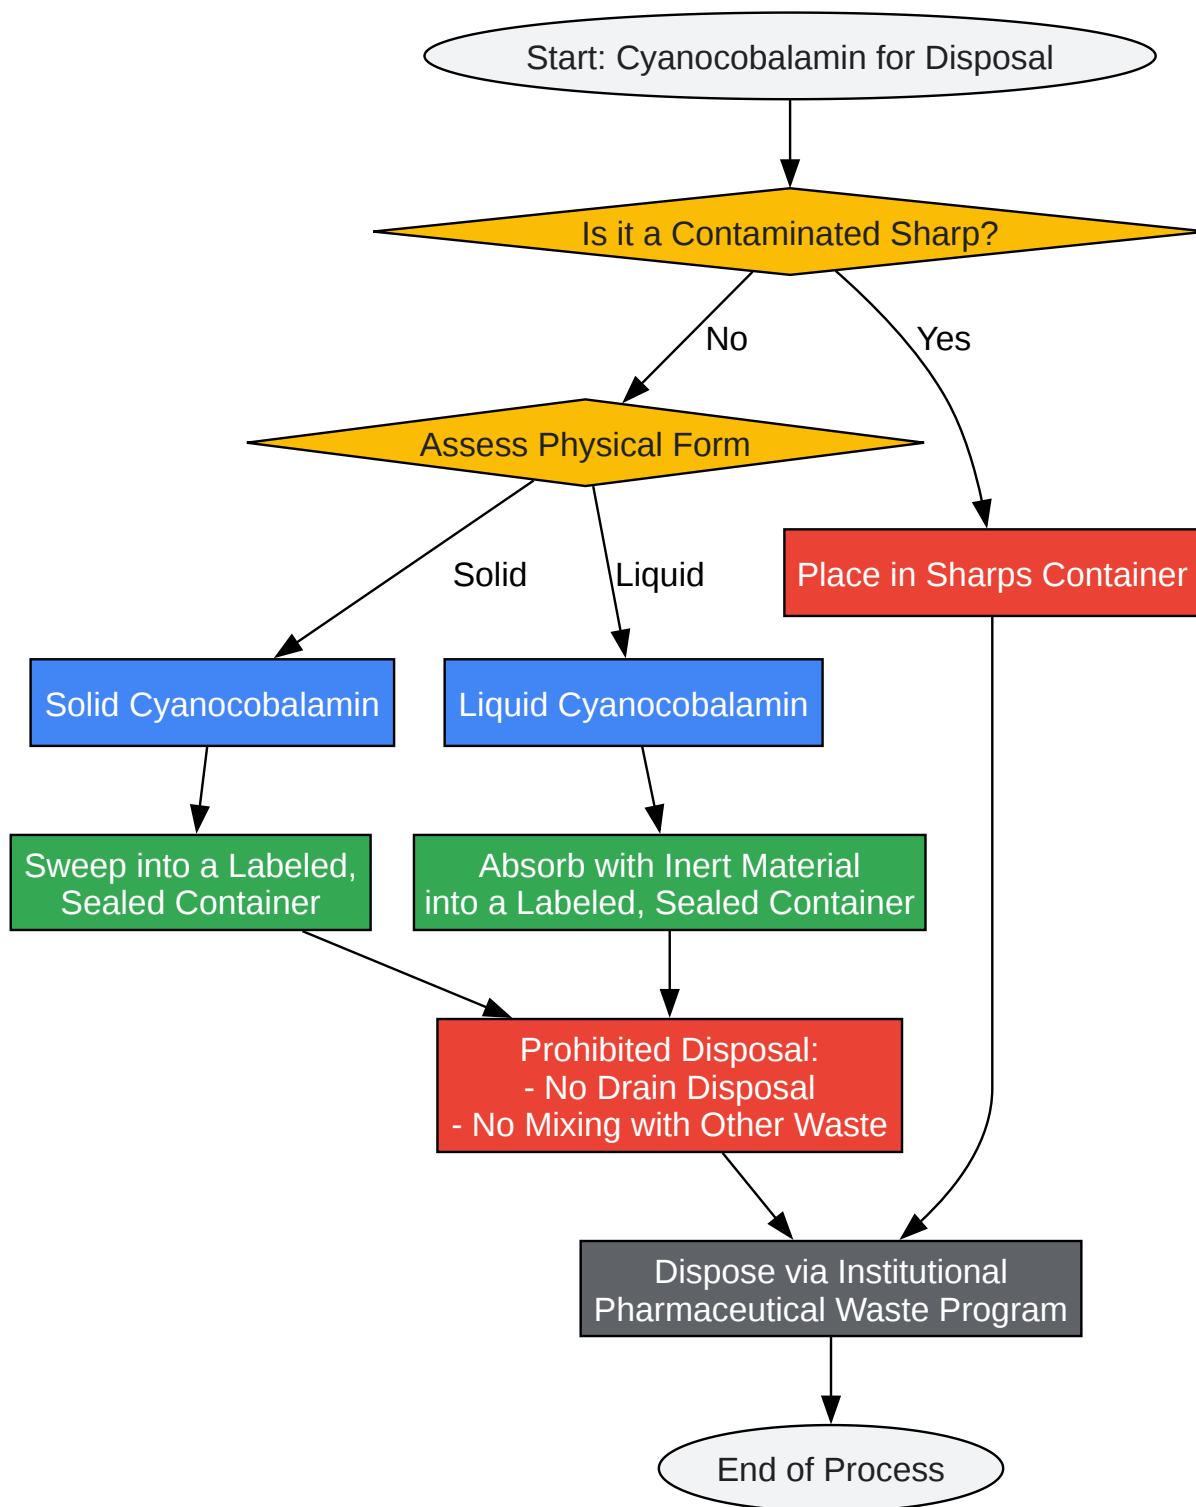 Start: Cyanocobalamin for Disposal
Is it a Contaminated Sharp?
No
Yes
Assess Physical Form
Solid
Liquid
Place in Sharps Container
Solid Cyanocobalamin
Liquid Cyanocobalamin
Sweep into a Labeled,
Sealed Container
Absorb with Inert Material
into a Labeled, Sealed Container
Prohibited Disposal:
- No Drain Disposal
- No Mixing with Other Waste
Dispose via Institutional
Pharmaceutical Waste Program
End of Process